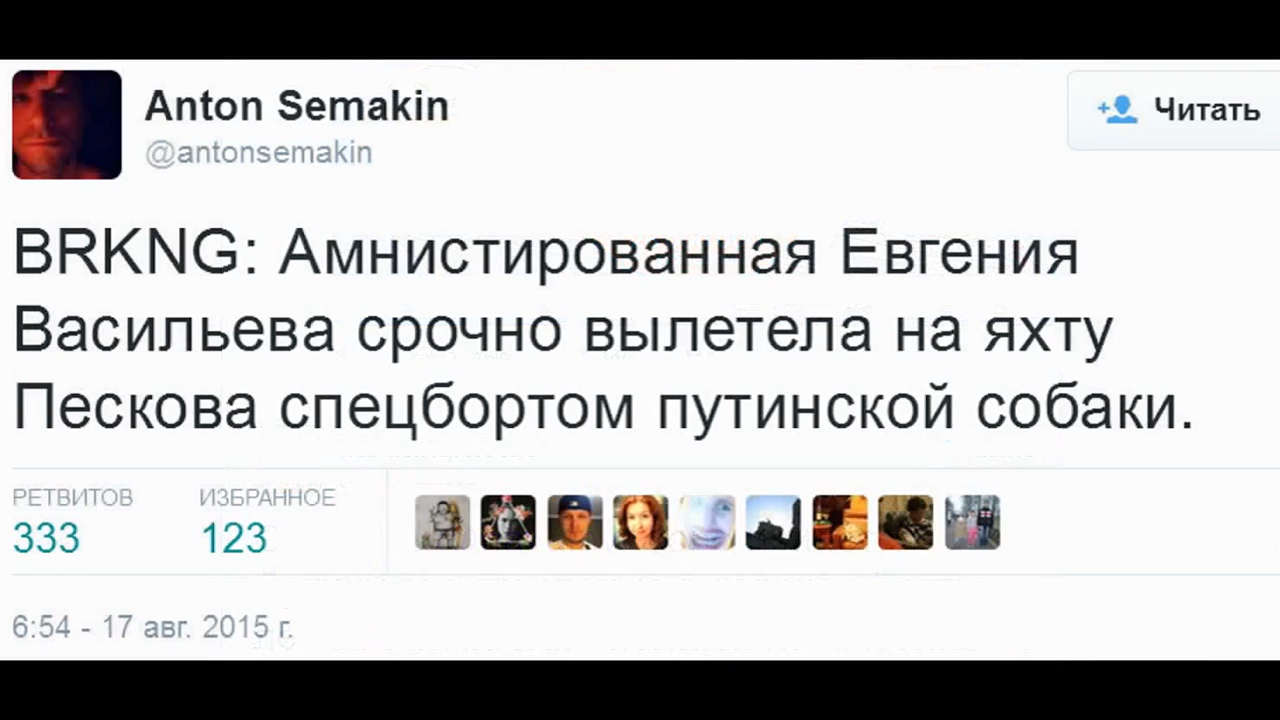 Anton Semakin
@antonsemakin
Читать
BRKNG: Амнистированная Евгения
Васильева срочно вылетела на яхту
Пескова спецбортом путинской собаки.
РЕТВИТОВ
333
ИЗБРАННОЕ
123
6:54 - 17 авг. 2015 г.